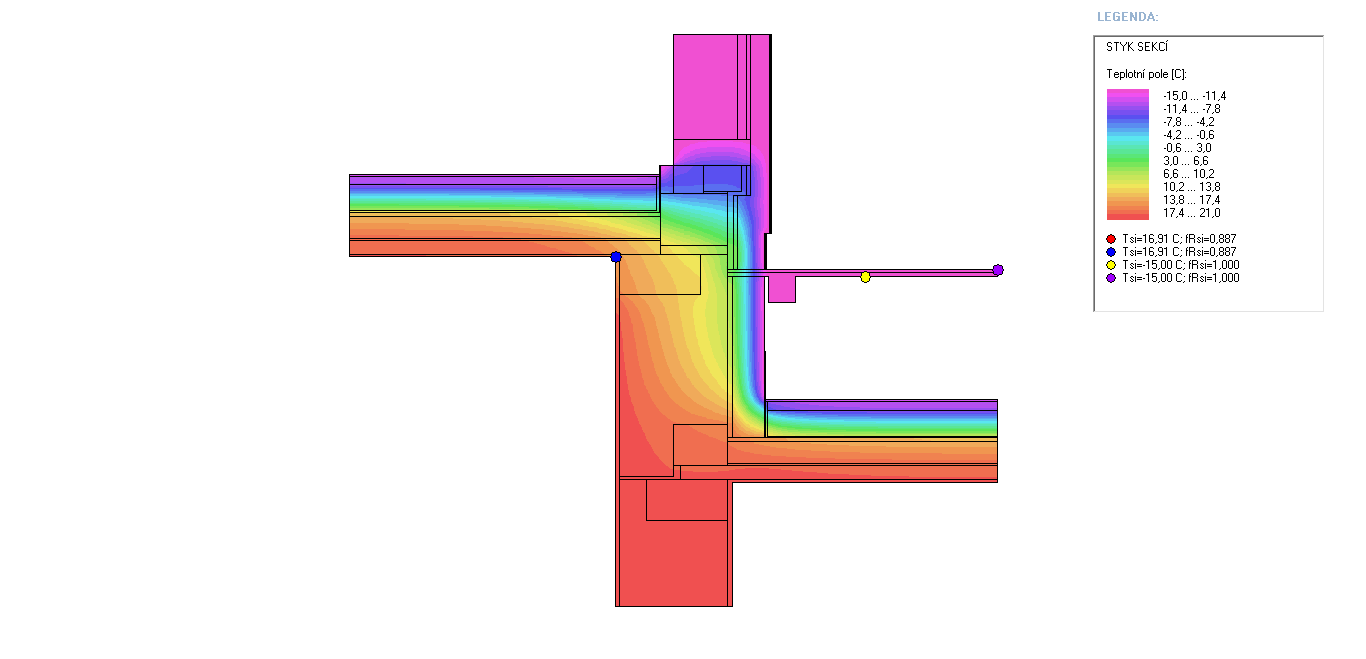 LEGENDA:
STYK SEKCÍ
Teplotní pole [C]:
-15,0 ... -11,4
-11,4 ... -7,8
-7,8 ... -4,2
-4,2 ... -0,6
-0,6 ... 3,0
3,0 ... 6,6
6,6 ... 10,2
10,2 ... 13,8
13,8 ... 17,4
17,4 ... 21,0
Tsi=16,91 C; fRsi=0,887
Tsi=16,91 C; fRsi=0,887
Tsi=-15,00 C; fRsi=1,000
Tsi=-15,00 C; fRsi=1,000